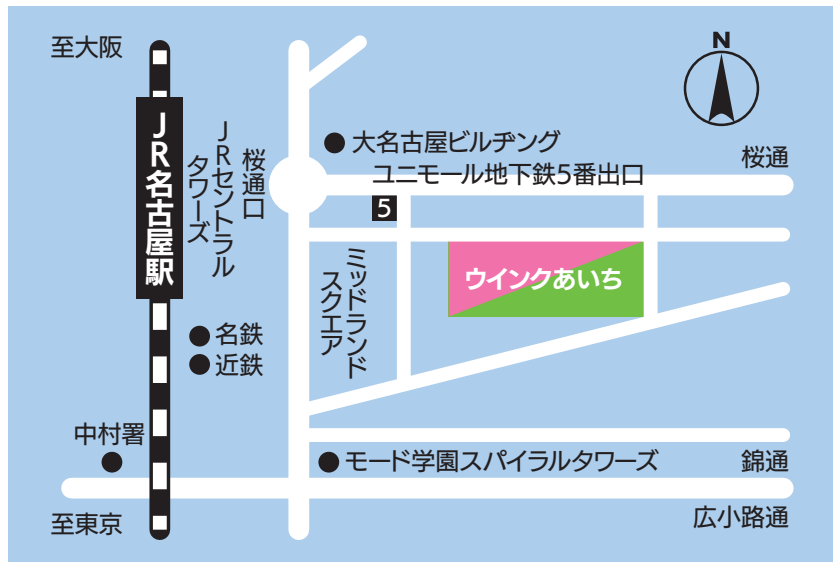 至大阪
N
JR名古屋駅
JRセントラル
タワーズ
桜通口
大名古屋ビルヂング
ユニモール地下鉄5番出口
桜通
5
ミッドランド
スクエア
ウインクあいち
名鉄
近鉄
中村署
モード学園スパイラルタワーズ
錦通
至東京
広小路通